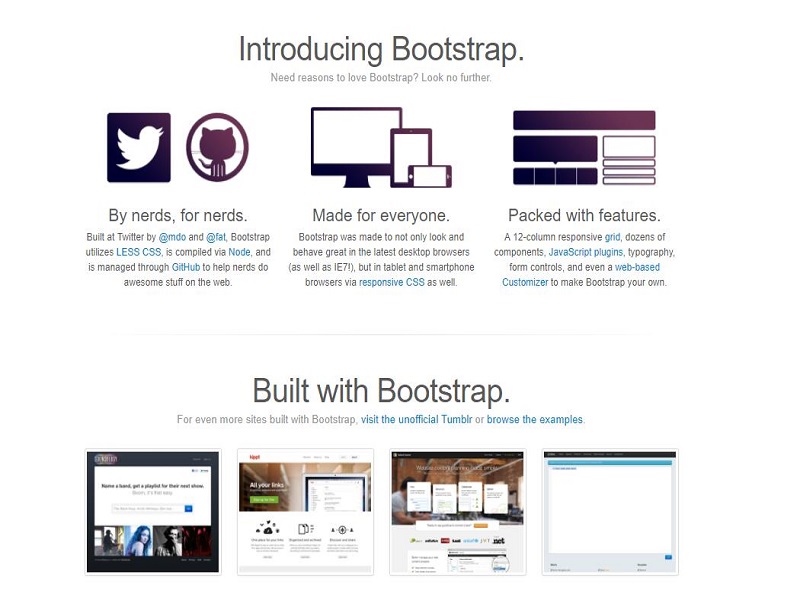 Introducing Bootstrap.
Need reasons to love Bootstrap? Look no further.
By nerds, for nerds.
Built at Twitter by @mdo and @fat, Bootstrap
utilizes LESS CSS, is compiled via Node, and
is managed through GitHub to help nerds do
awesome stuff on the web.
Made for everyone.
Bootstrap was made to not only look and
behave great in the latest desktop browsers
(as well as IE7!), but in tablet and smartphone
browsers via responsive CSS as well.
Packed with features.
A 12-column responsive grid, dozens of
components, JavaScript plugins, typography,
form controls, and even a web-based
Customizer to make Bootstrap your own.
Built with Bootstrap.
For even more sites built with Bootstrap, visit the unofficial Tumblr or browse the examples.
Name a band, get a playlist for their next show.
Soon, it's that easy.
All your links
.net